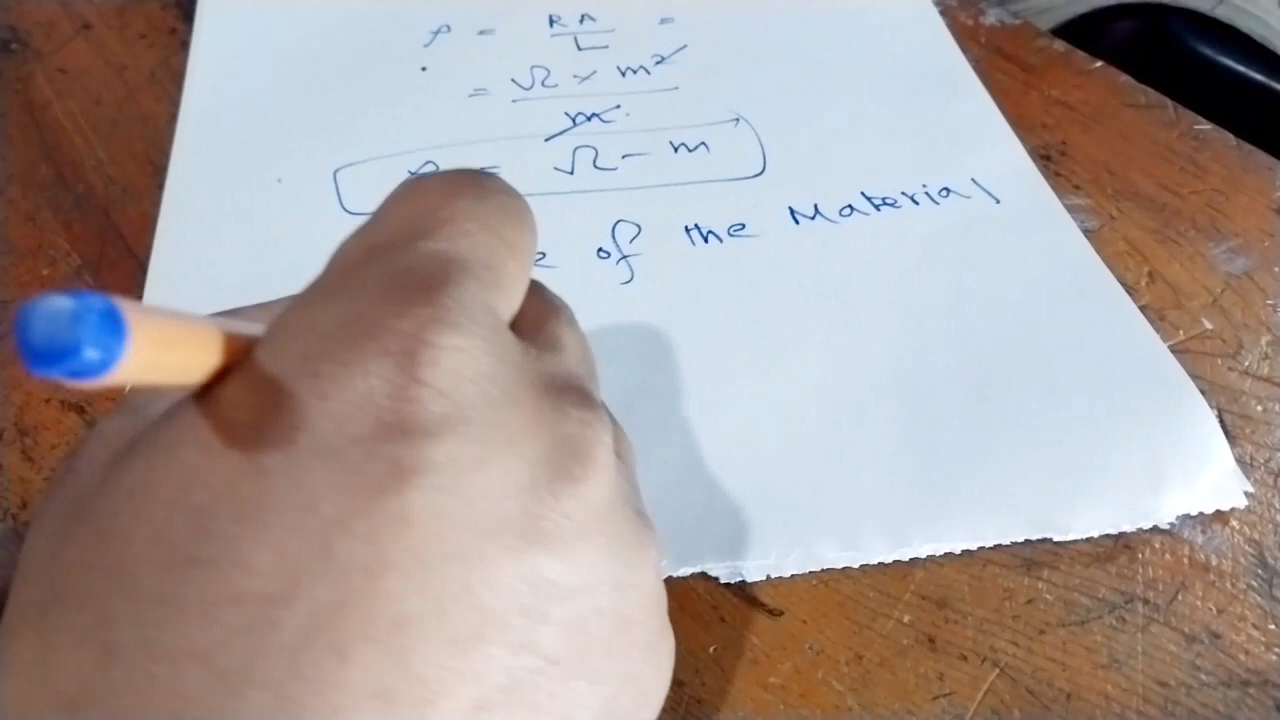 ρ = RA/L =
= Ω × m²/m
ρ = Ω - m
of the Material